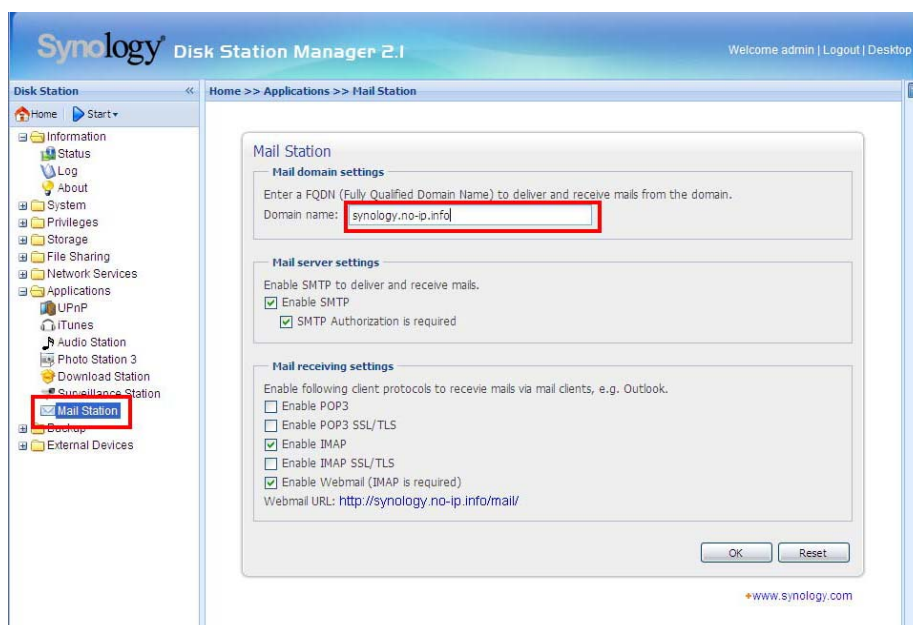 Synology Disk Station Manager 2.1
Welcome admin | Logout | Desktop
Disk Station «
Home Start
Information
Status
Log
About
System
Privileges
Storage
File Sharing
Network Services
Applications
UPnP
iTunes
Audio Station
Photo Station 3
Download Station
Surveillance Station
Mail Station
Backup
External Devices
Home >> Applications >> Mail Station
Mail Station
Mail domain settings
Enter a FQDN (Fully Qualified Domain Name) to deliver and receive mails from the domain.
Domain name: synology.no-ip.info
Mail server settings
Enable SMTP to deliver and receive mails.
Enable SMTP
SMTP Authorization is required
Mail receiving settings
Enable following client protocols to recevie mails via mail clients, e.g. Outlook.
Enable POP3
Enable POP3 SSL/TLS
Enable IMAP
Enable IMAP SSL/TLS
Enable Webmail (IMAP is required)
Webmail URL: http://synology.no-ip.info/mail/
OK Reset
www.synology.com